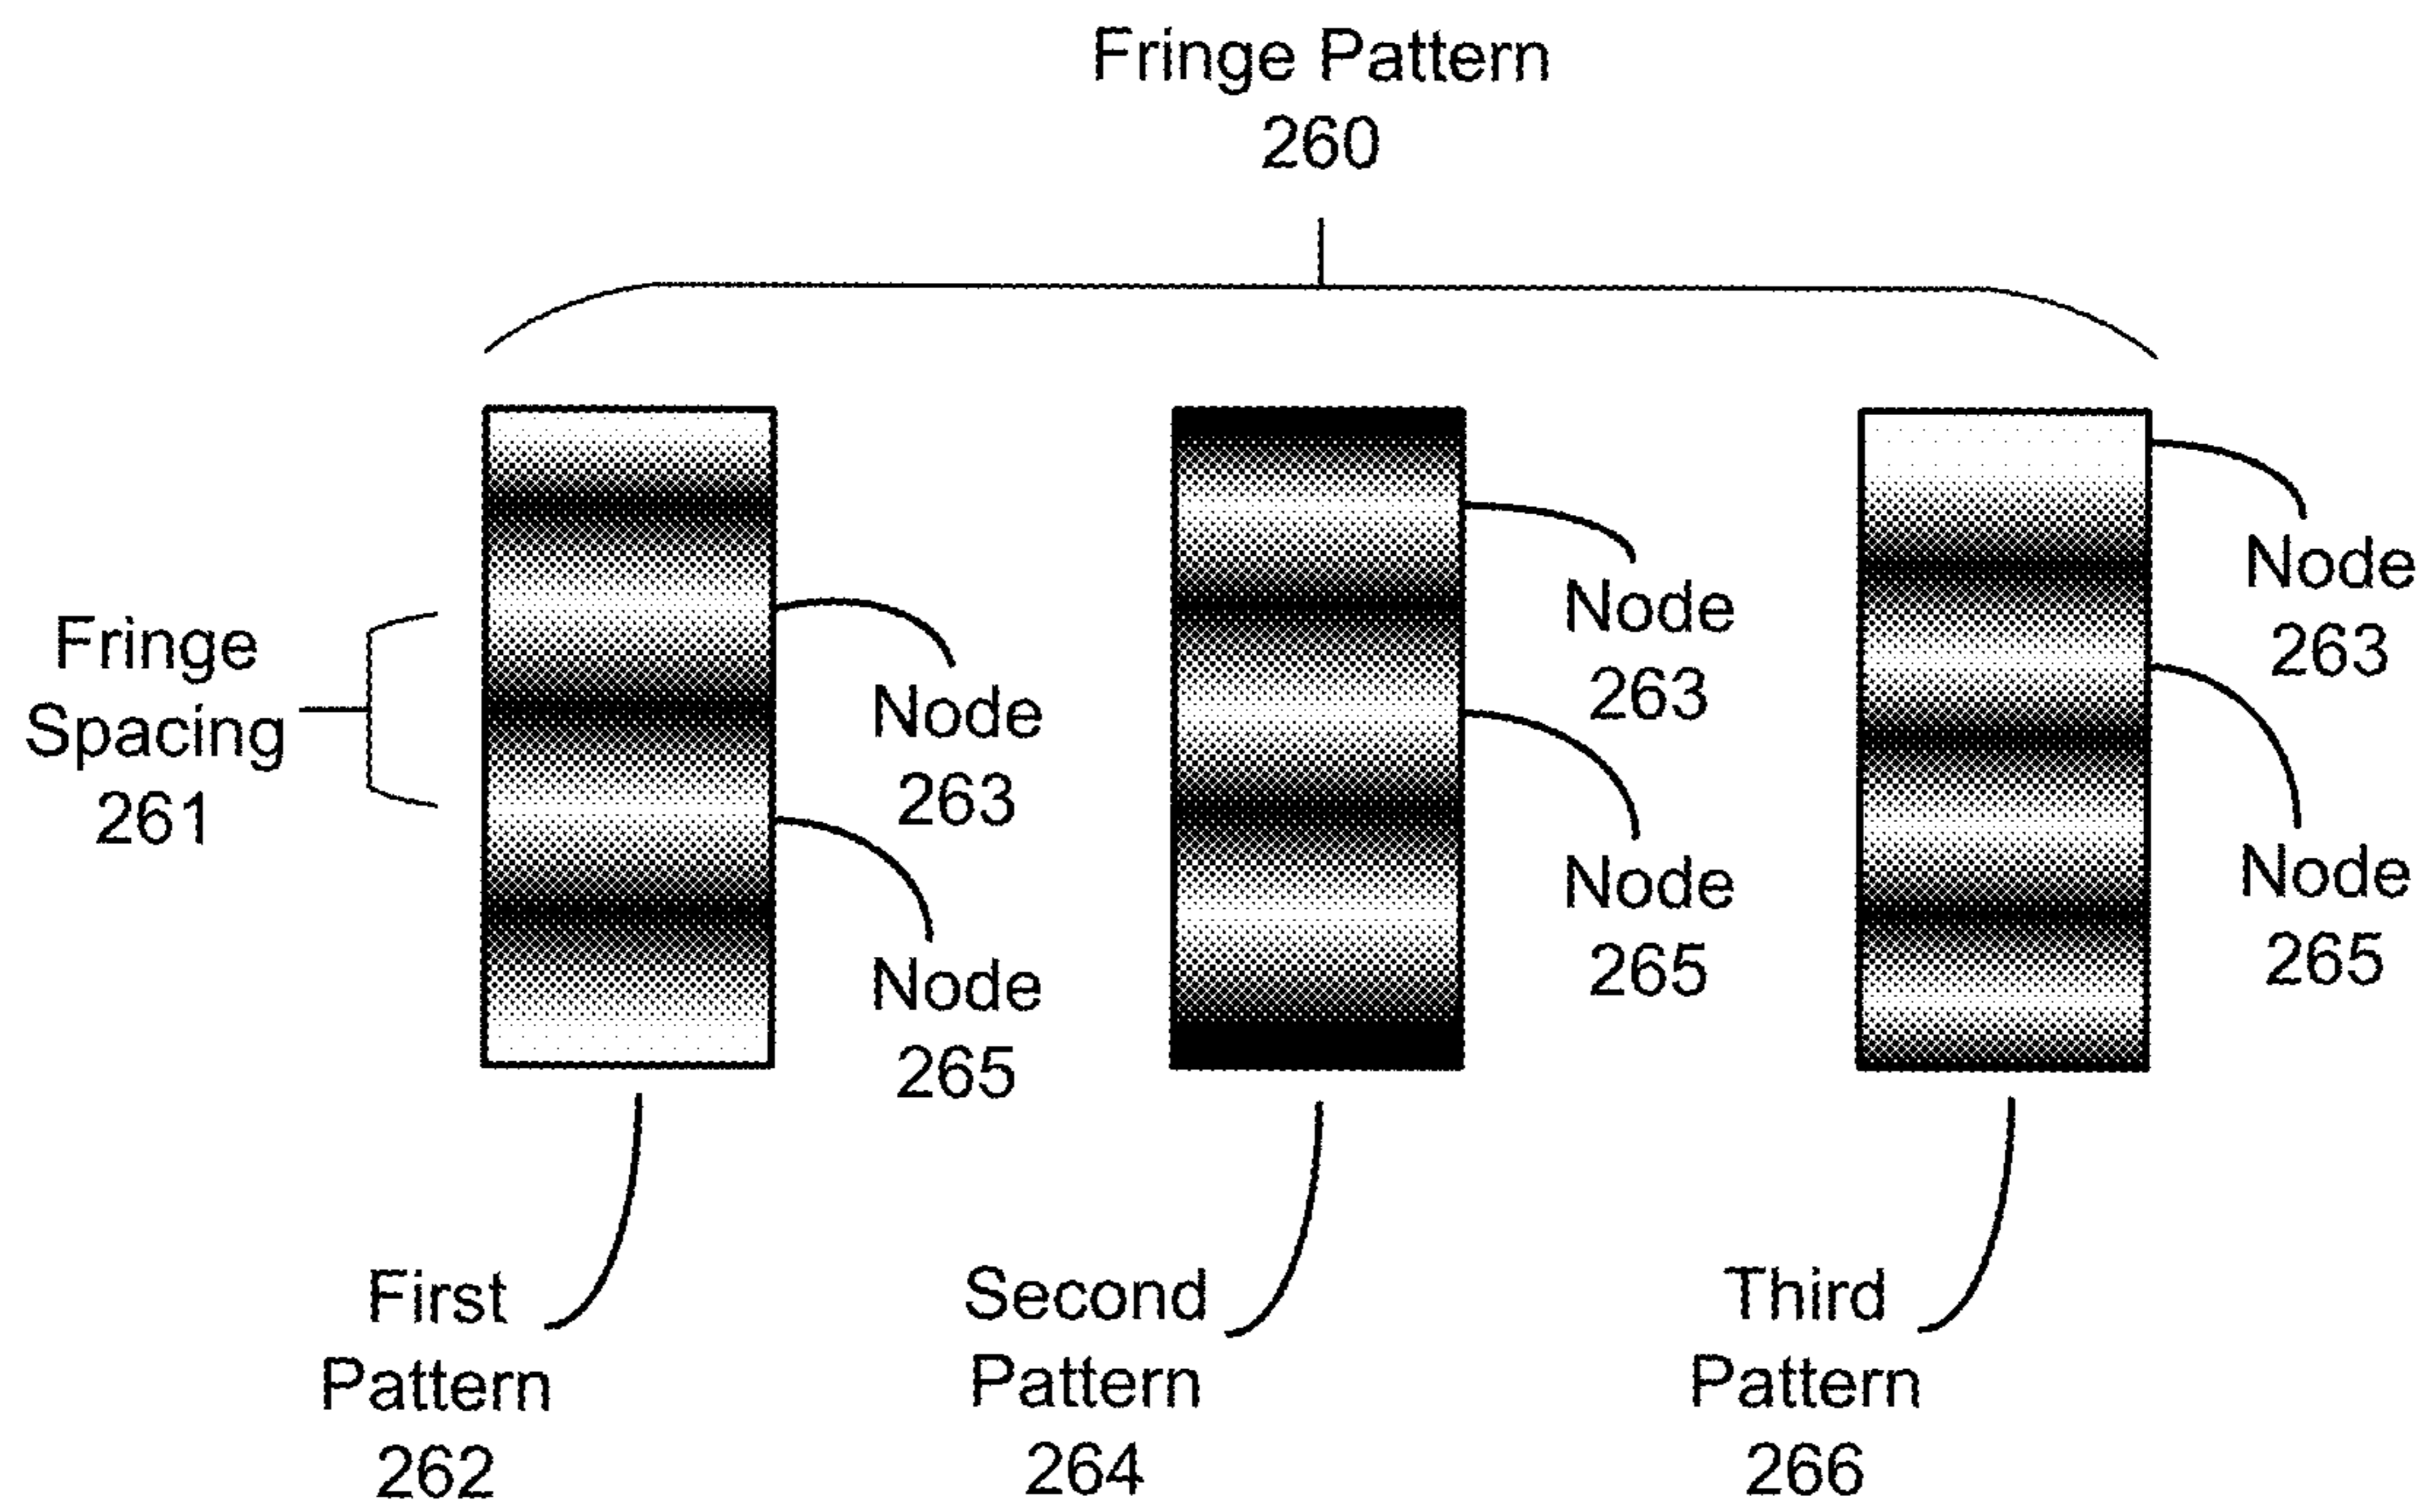 Fringe Pattern
260
Fringe
Spacing
261
Node
263
Node
265
Node
263
Node
265
Node
263
Node
265
First
Pattern
262
Second
Pattern
264
Third
Pattern
266